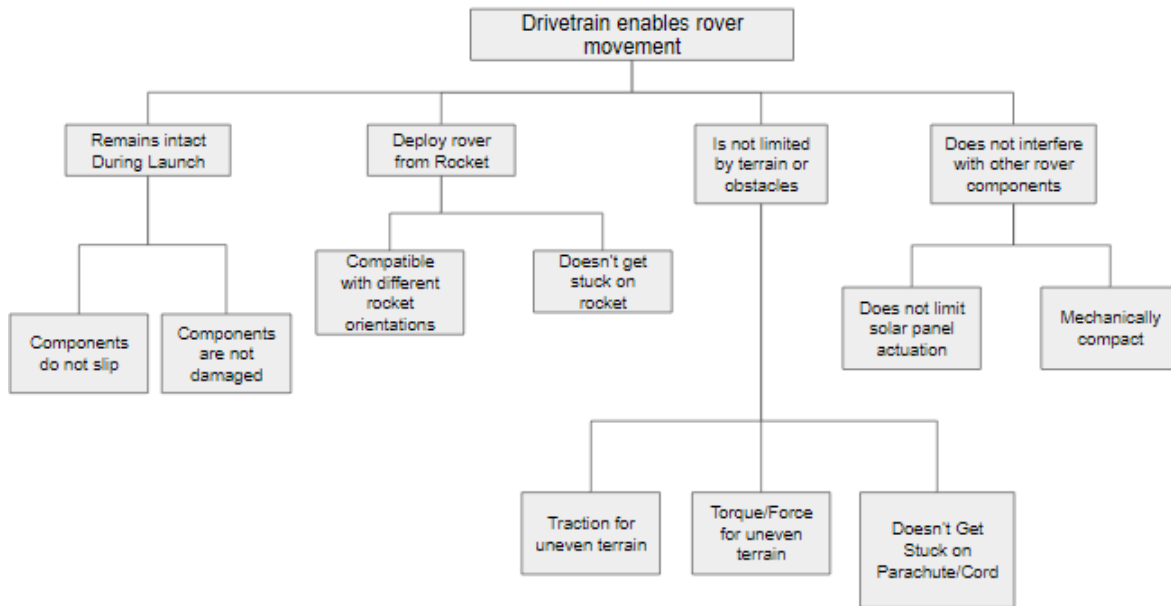 Drivetrain enables rover
movement
Remains intact
During Launch
Deploy rover
from Rocket
Is not limited
by terrain or
obstacles
Does not interfere
with other rover
components
Components
do not slip
Components
are not
damaged
Compatible
with different
rocket
orientations
Doesn't get
stuck on
rocket
Does not limit
solar panel
actuation
Mechanically
compact
Traction for
uneven terrain
Torque/Force
for uneven
terrain
Doesn't Get
Stuck on
Parachute/Cord